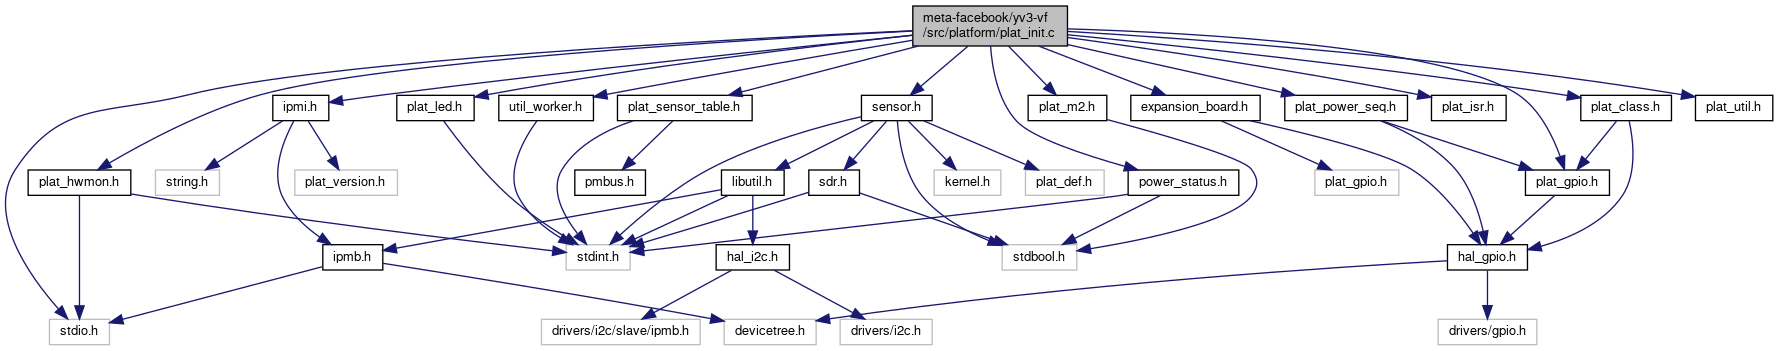 meta-facebook/yv3-vf
/src/platform/plat_init.c
ipmi.h
plat_led.h
util_worker.h
plat_sensor_table.h
sensor.h
plat_m2.h
expansion_board.h
plat_power_seq.h
plat_isr.h
plat_class.h
plat_util.h
plat_hwmon.h
string.h
plat_version.h
pmbus.h
libutil.h
sdr.h
kernel.h
plat_def.h
power_status.h
plat_gpio.h
plat_gpio.h
ipmb.h
stdint.h
hal_i2c.h
stdbool.h
hal_gpio.h
stdio.h
drivers/i2c/slave/ipmb.h
devicetree.h
drivers/i2c.h
drivers/gpio.h